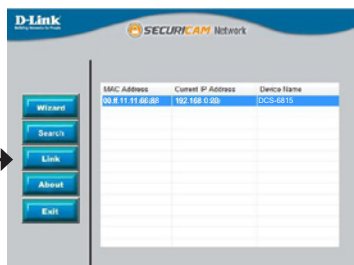 D-Link
Building Networks for People
SECURICAM Network
MAC Address Current IP Address Device Name
00.ff.11.11.66.88 192.168.0.20 DCS-6815
Wizard
Search
Link
About
Exit